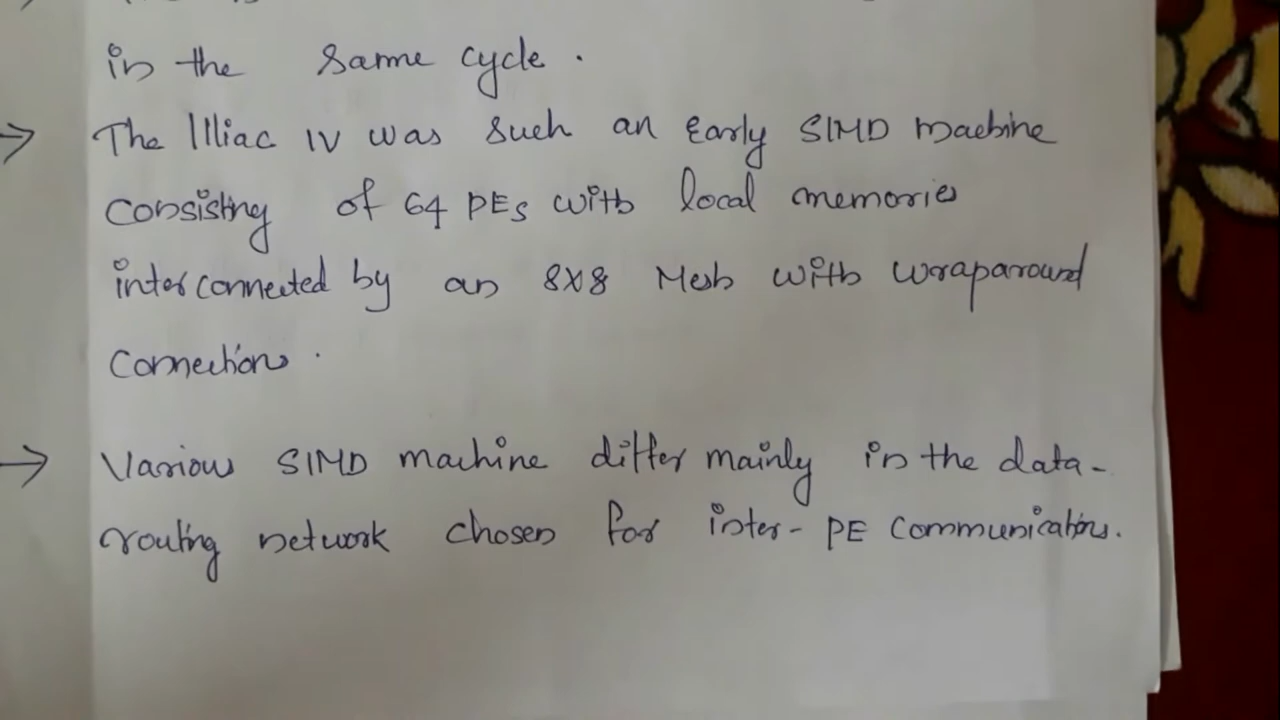 in the same cycle.
→ The Illiac IV was such an Early SIMD machine
consisting of 64 PEs with local memories
interconnected by an 8x8 Mesh with wraparound
connections.
→ Various SIMD machine differ mainly in the data-
routing network chosen for inter-PE communications.